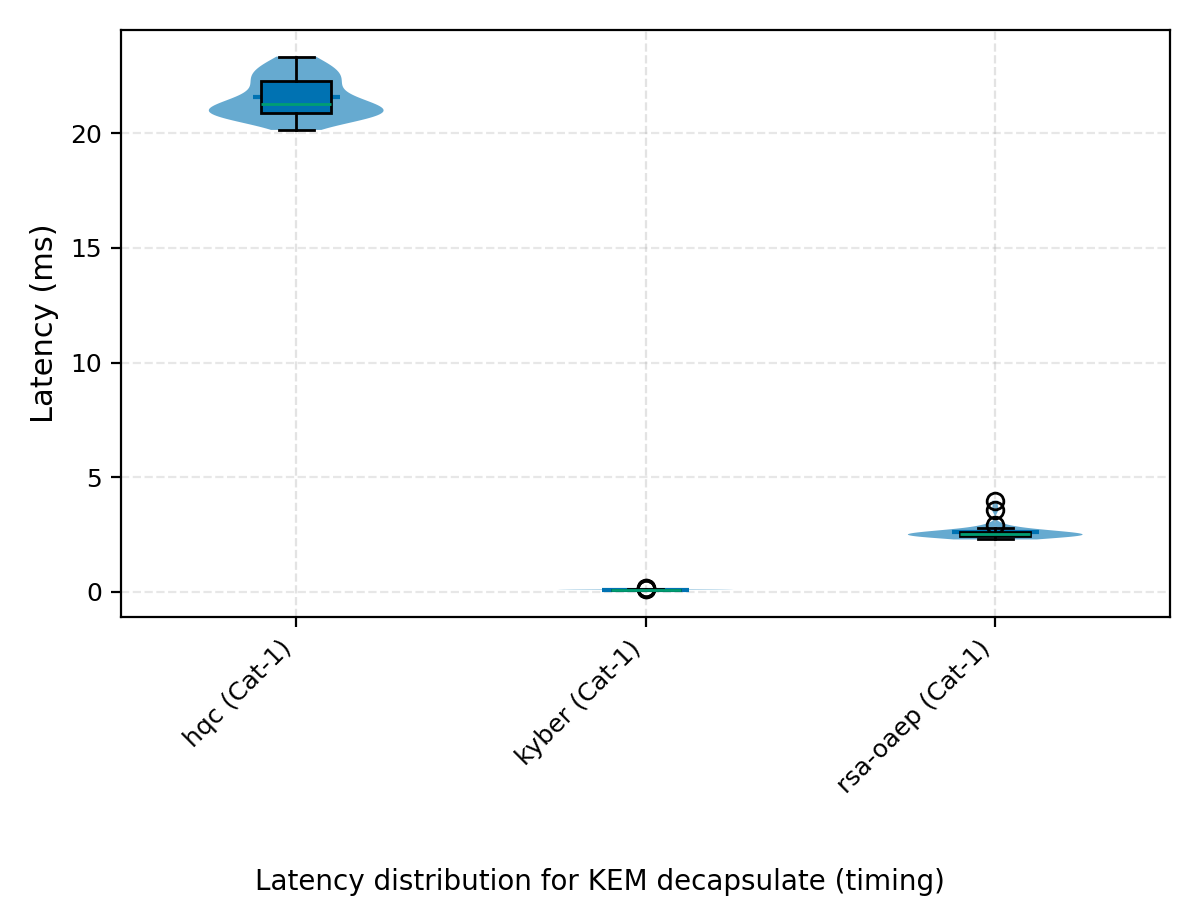 20
15
10
5
0
Latency (ms)
hqc (Cat-1)
kyber (Cat-1)
rsa-oaep (Cat-1)
Latency distribution for KEM decapsulate (timing)